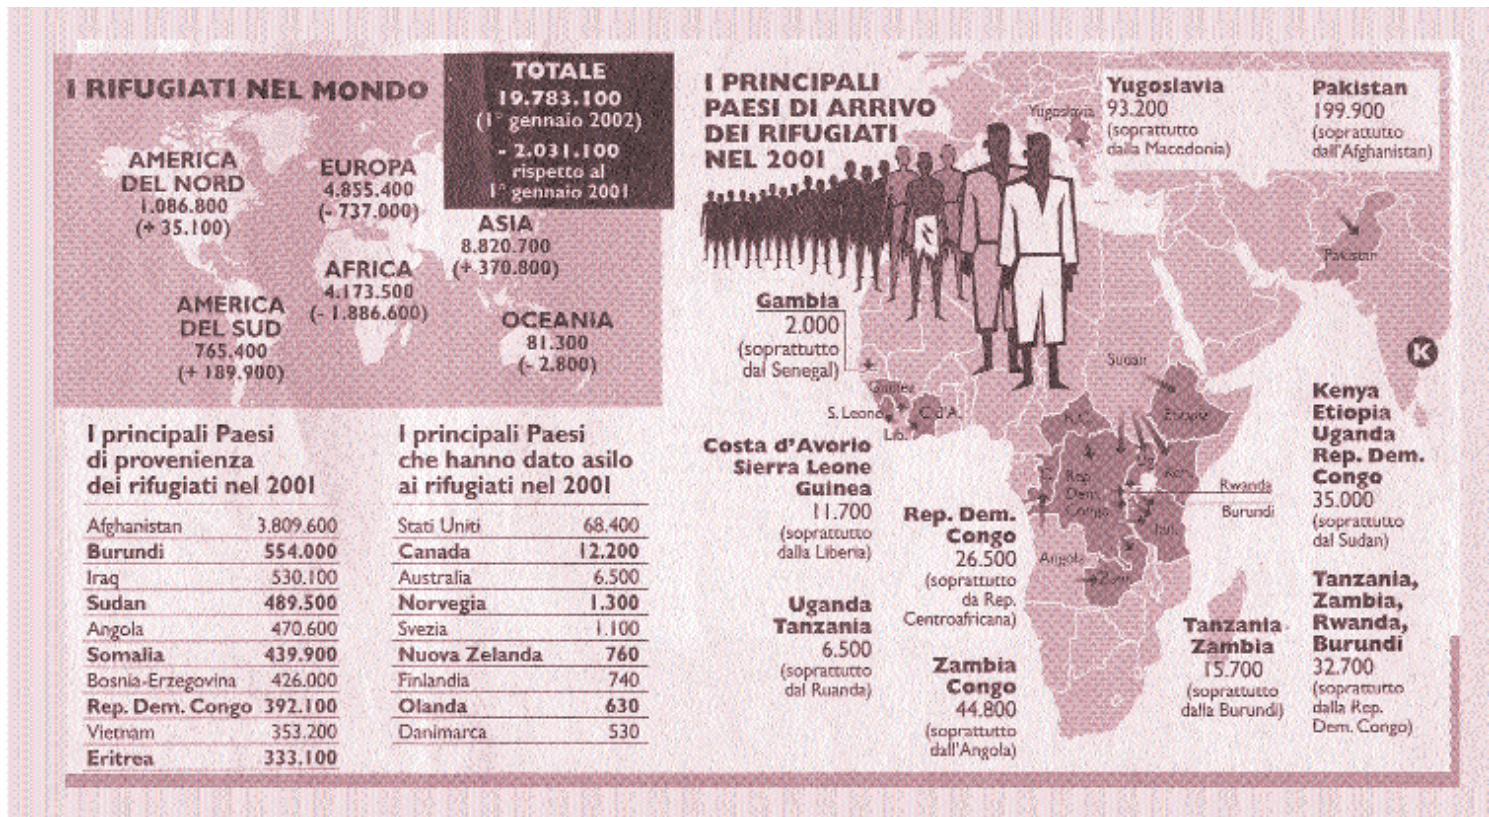 I RIFUGIATI NEL MONDO
TOTALE
19.783.100
(1° gennaio 2002)
- 2.031.100
rispetto al
1° gennaio 2001
AMERICA
DEL NORD
1.086.800
(+ 35.100)
EUROPA
4.855.400
(- 737.000)
ASIA
8.820.700
(+ 370.800)
AFRICA
4.173.500
(- 1.886.600)
AMERICA
DEL SUD
765.400
(+ 189.900)
OCEANIA
81.300
(- 2.800)
I principali Paesi
di provenienza
dei rifugiati nel 2001
Afghanistan 3.809.600
Burundi 554.000
Iraq 530.100
Sudan 489.500
Angola 470.600
Somalia 439.900
Bosnia-Erzegovina 426.000
Rep. Dem. Congo 392.100
Vietnam 353.200
Eritrea 333.100
I principali Paesi
che hanno dato asilo
ai rifugiati nel 2001
Stati Uniti 68.400
Canada 12.200
Australia 6.500
Norvegia 1.300
Svezia 1.100
Nuova Zelanda 760
Finlandia 740
Olanda 630
Danimarca 530
I PRINCIPALI
PAESI DI ARRIVO
DEI RIFUGIATI
NEL 2001
Yugoslavia
93.200
(soprattutto
dalla Macedonia)
Pakistan
199.900
(soprattutto
dall'Afghanistan)
Yugoslavia
Pakistan
Gambia
2.000
(soprattutto
dal Senegal)
K
Sudan
Guinea
S. Leone
C.d'A.
Lib.
Etiopia
Rep.
Dem.
Congo
Ken.
Rwanda
Burundi
Tan.
Angola
Zam.
Costa d'Avorio
Sierra Leone
Guinea
11.700
(soprattutto
dalla Liberia)
Rep. Dem.
Congo
26.500
(soprattutto
da Rep.
Centroafricana)
Uganda
Tanzania
6.500
(soprattutto
dal Ruanda)
Zambia
Congo
44.800
(soprattutto
dall'Angola)
Tanzania
Zambia
15.700
(soprattutto
dalla Burundi)
Kenya
Etiopia
Uganda
Rep. Dem.
Congo
35.000
(soprattutto
dal Sudan)
Tanzania,
Zambia,
Rwanda,
Burundi
32.700
(soprattutto
dalla Rep.
Dem. Congo)